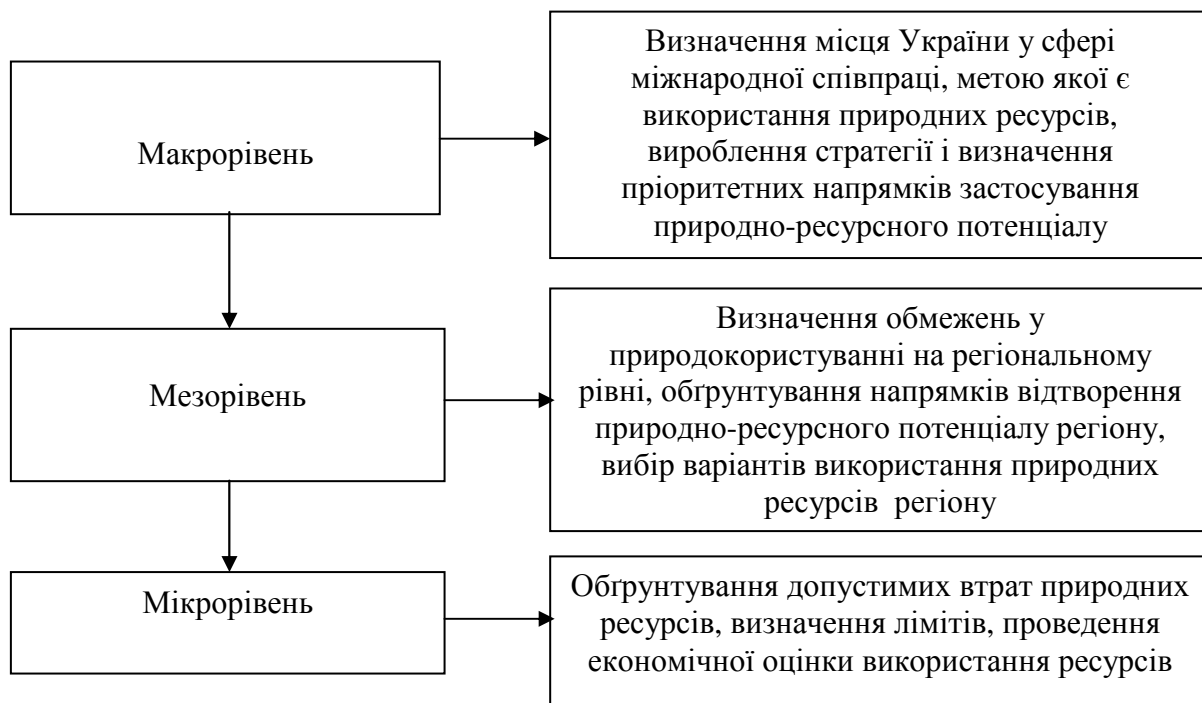 Макрорівень
Визначення місця України у сфері
міжнародної співпраці, метою якої є
використання природних ресурсів,
вироблення стратегії і визначення
пріоритетних напрямків застосування
природно-ресурсного потенціалу
Мезорівень
Визначення обмежень у
природокористуванні на регіональному
рівні, обґрунтування напрямків відтворення
природно-ресурсного потенціалу регіону,
вибір варіантів використання природних
ресурсів  регіону
Мікрорівень
Обґрунтування допустимих втрат природних
ресурсів, визначення лімітів, проведення
економічної оцінки використання ресурсів